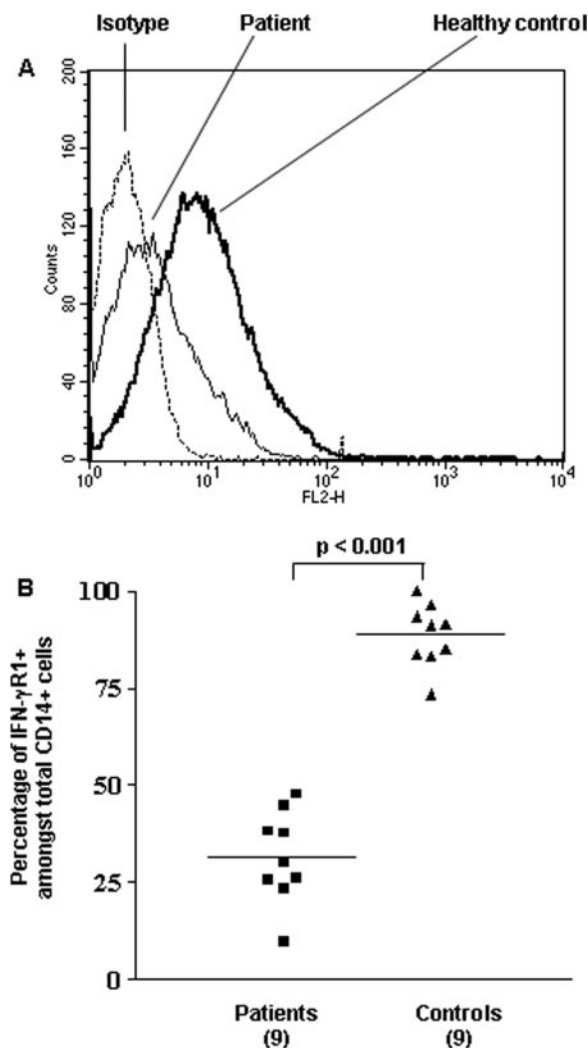 Isotype Patient Healthy control
A
200
160
120
80
40
0
Counts
10⁰ 10¹ 10² 10³ 10⁴
FL2-H
B
p < 0.001
100
75
50
25
0
Percentage of IFN-γR1+
amongst total CD14+ cells
Patients Controls
(9) (9)